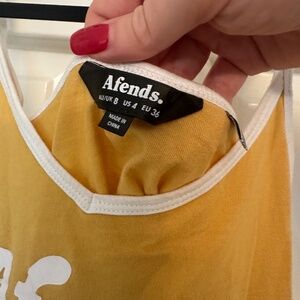 Afends.
AU/UK 8 US 4 EU 36
MADE IN
CHINA